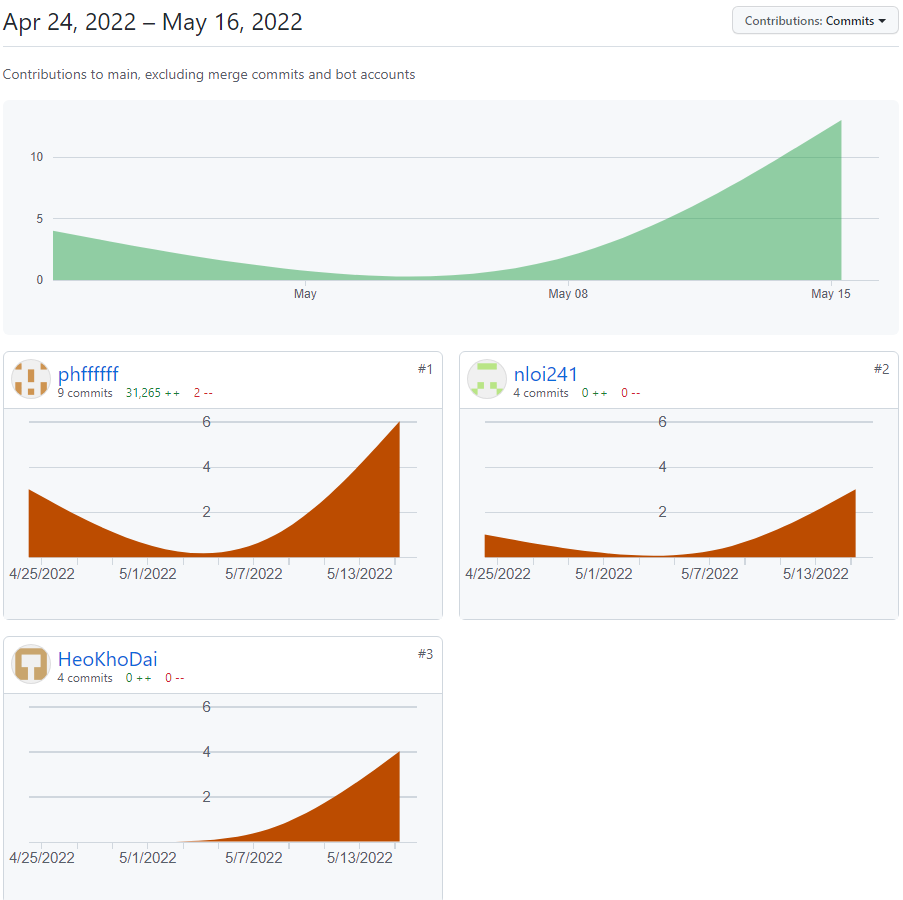 Apr 24, 2022 – May 16, 2022
Contributions: Commits
Contributions to main, excluding merge commits and bot accounts
10
5
0
May
May 08
May 15
phffffff
#1
9 commits 31,265 ++ 2 --
6
4
2
4/25/2022
5/1/2022
5/7/2022
5/13/2022
nloi241
#2
4 commits 0 ++ 0 --
6
4
2
4/25/2022
5/1/2022
5/7/2022
5/13/2022
HeoKhoDai
#3
4 commits 0 ++ 0 --
6
4
2
4/25/2022
5/1/2022
5/7/2022
5/13/2022